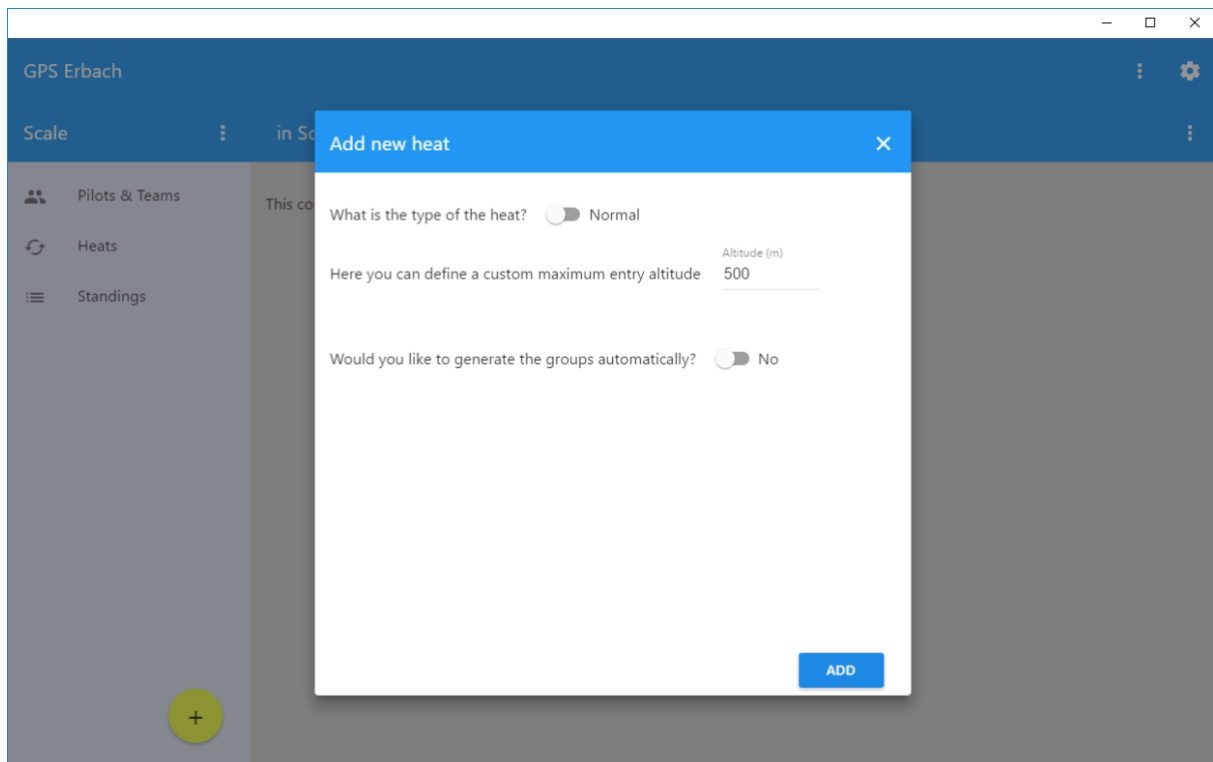 GPS Erbach
Scale
in Sc
Add new heat
Pilots & Teams
This co
What is the type of the heat? Normal
Heats
Altitude (m)
Here you can define a custom maximum entry altitude 500
Standings
Would you like to generate the groups automatically? No
ADD
+